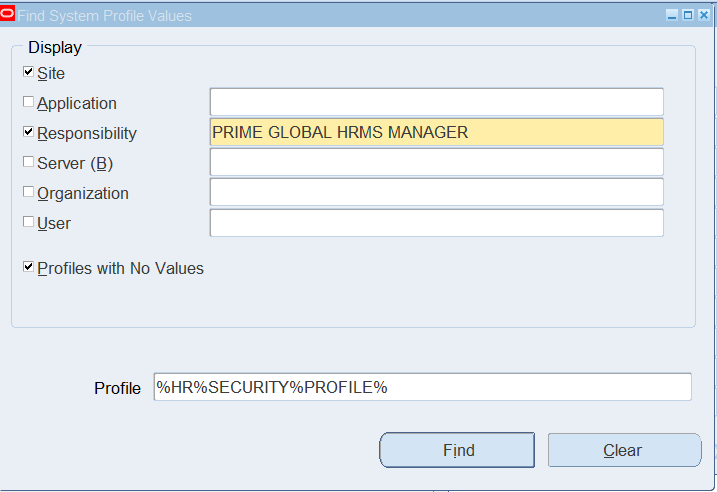 Find System Profile Values
Display
Site
Application
Responsibility PRIME GLOBAL HRMS MANAGER
Server (B)
Organization
User
Profiles with No Values
Profile %HR%SECURITY%PROFILE%
Find Clear